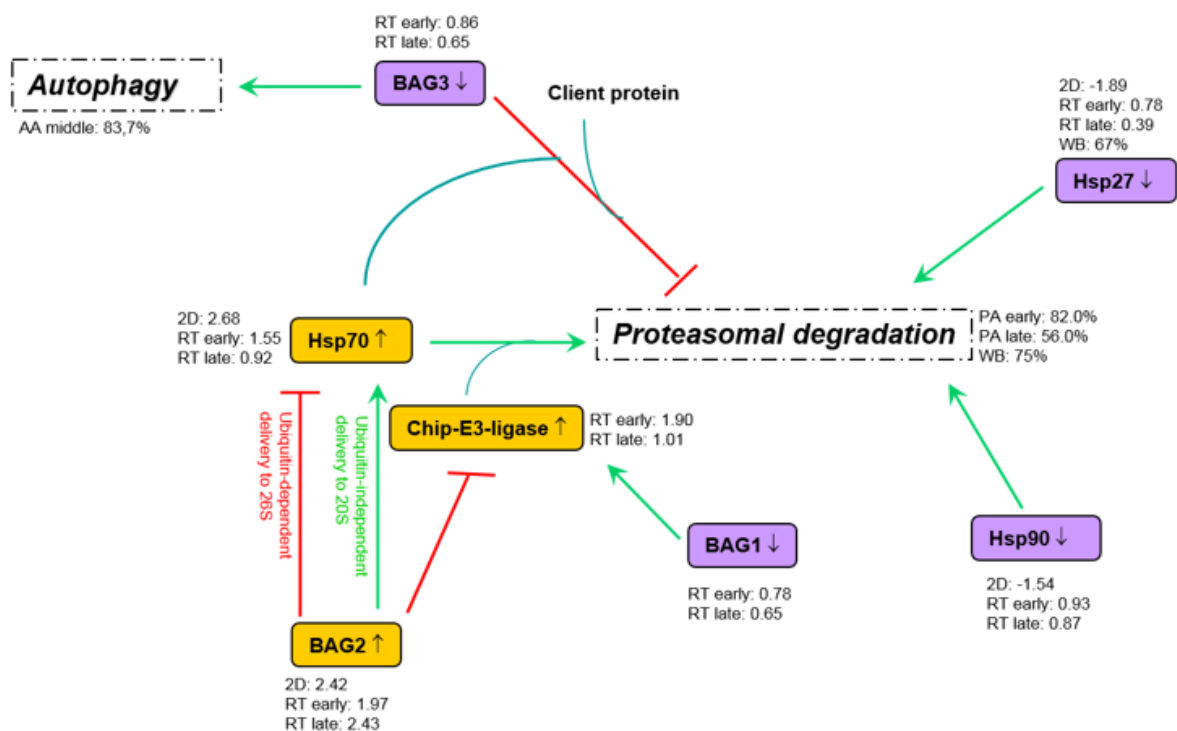 RT early: 0.86
RT late: 0.65
BAG3 ↓
Autophagy
AA middle: 83,7%
Client protein
2D: -1.89
RT early: 0.78
RT late: 0.39
WB: 67%
Hsp27 ↓
2D: 2.68
RT early: 1.55
RT late: 0.92
Hsp70 ↑
Proteasomal degradation
PA early: 82.0%
PA late: 56.0%
WB: 75%
Chip-E3-ligase ↑
RT early: 1.90
RT late: 1.01
Ubiquitin-dependent
delivery to 26S
Ubiquitin-independent
delivery to 20S
BAG1 ↓
RT early: 0.78
RT late: 0.65
Hsp90 ↓
2D: -1.54
RT early: 0.93
RT late: 0.87
BAG2 ↑
2D: 2.42
RT early: 1.97
RT late: 2.43